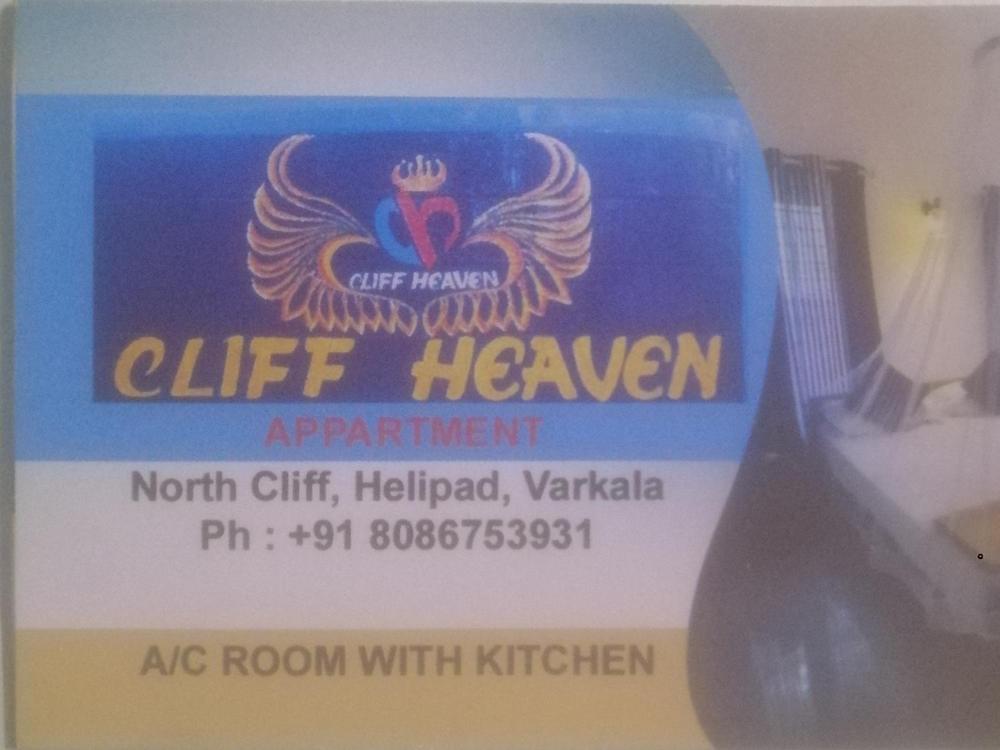 CLIFF HEAVEN
CLIFF HEAVEN
APPARTMENT
North Cliff, Helipad, Varkala
Ph : +91 8086753931
A/C ROOM WITH KITCHEN